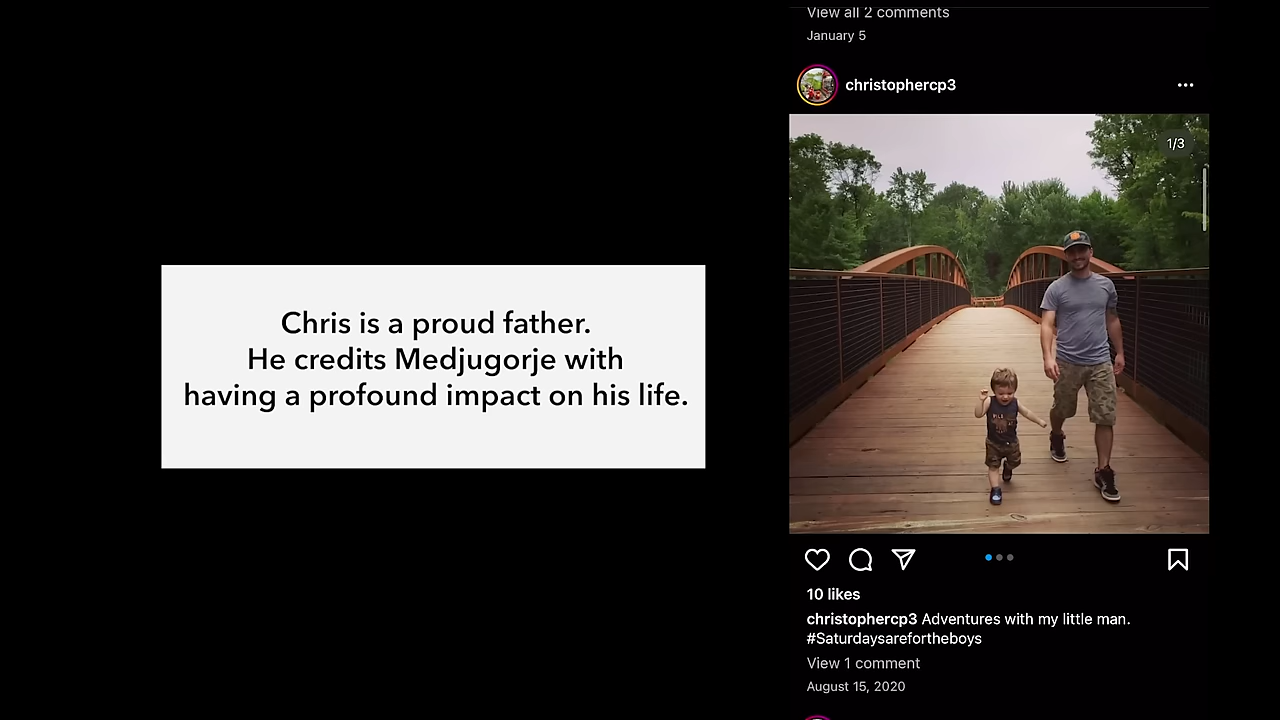 Chris is a proud father.
He credits Medjugorje with
having a profound impact on his life.
View all 2 comments
January 5
christophercp3
1/3
10 likes
christophercp3 Adventures with my little man.
#Saturdaysarefortheboys
View 1 comment
August 15, 2020